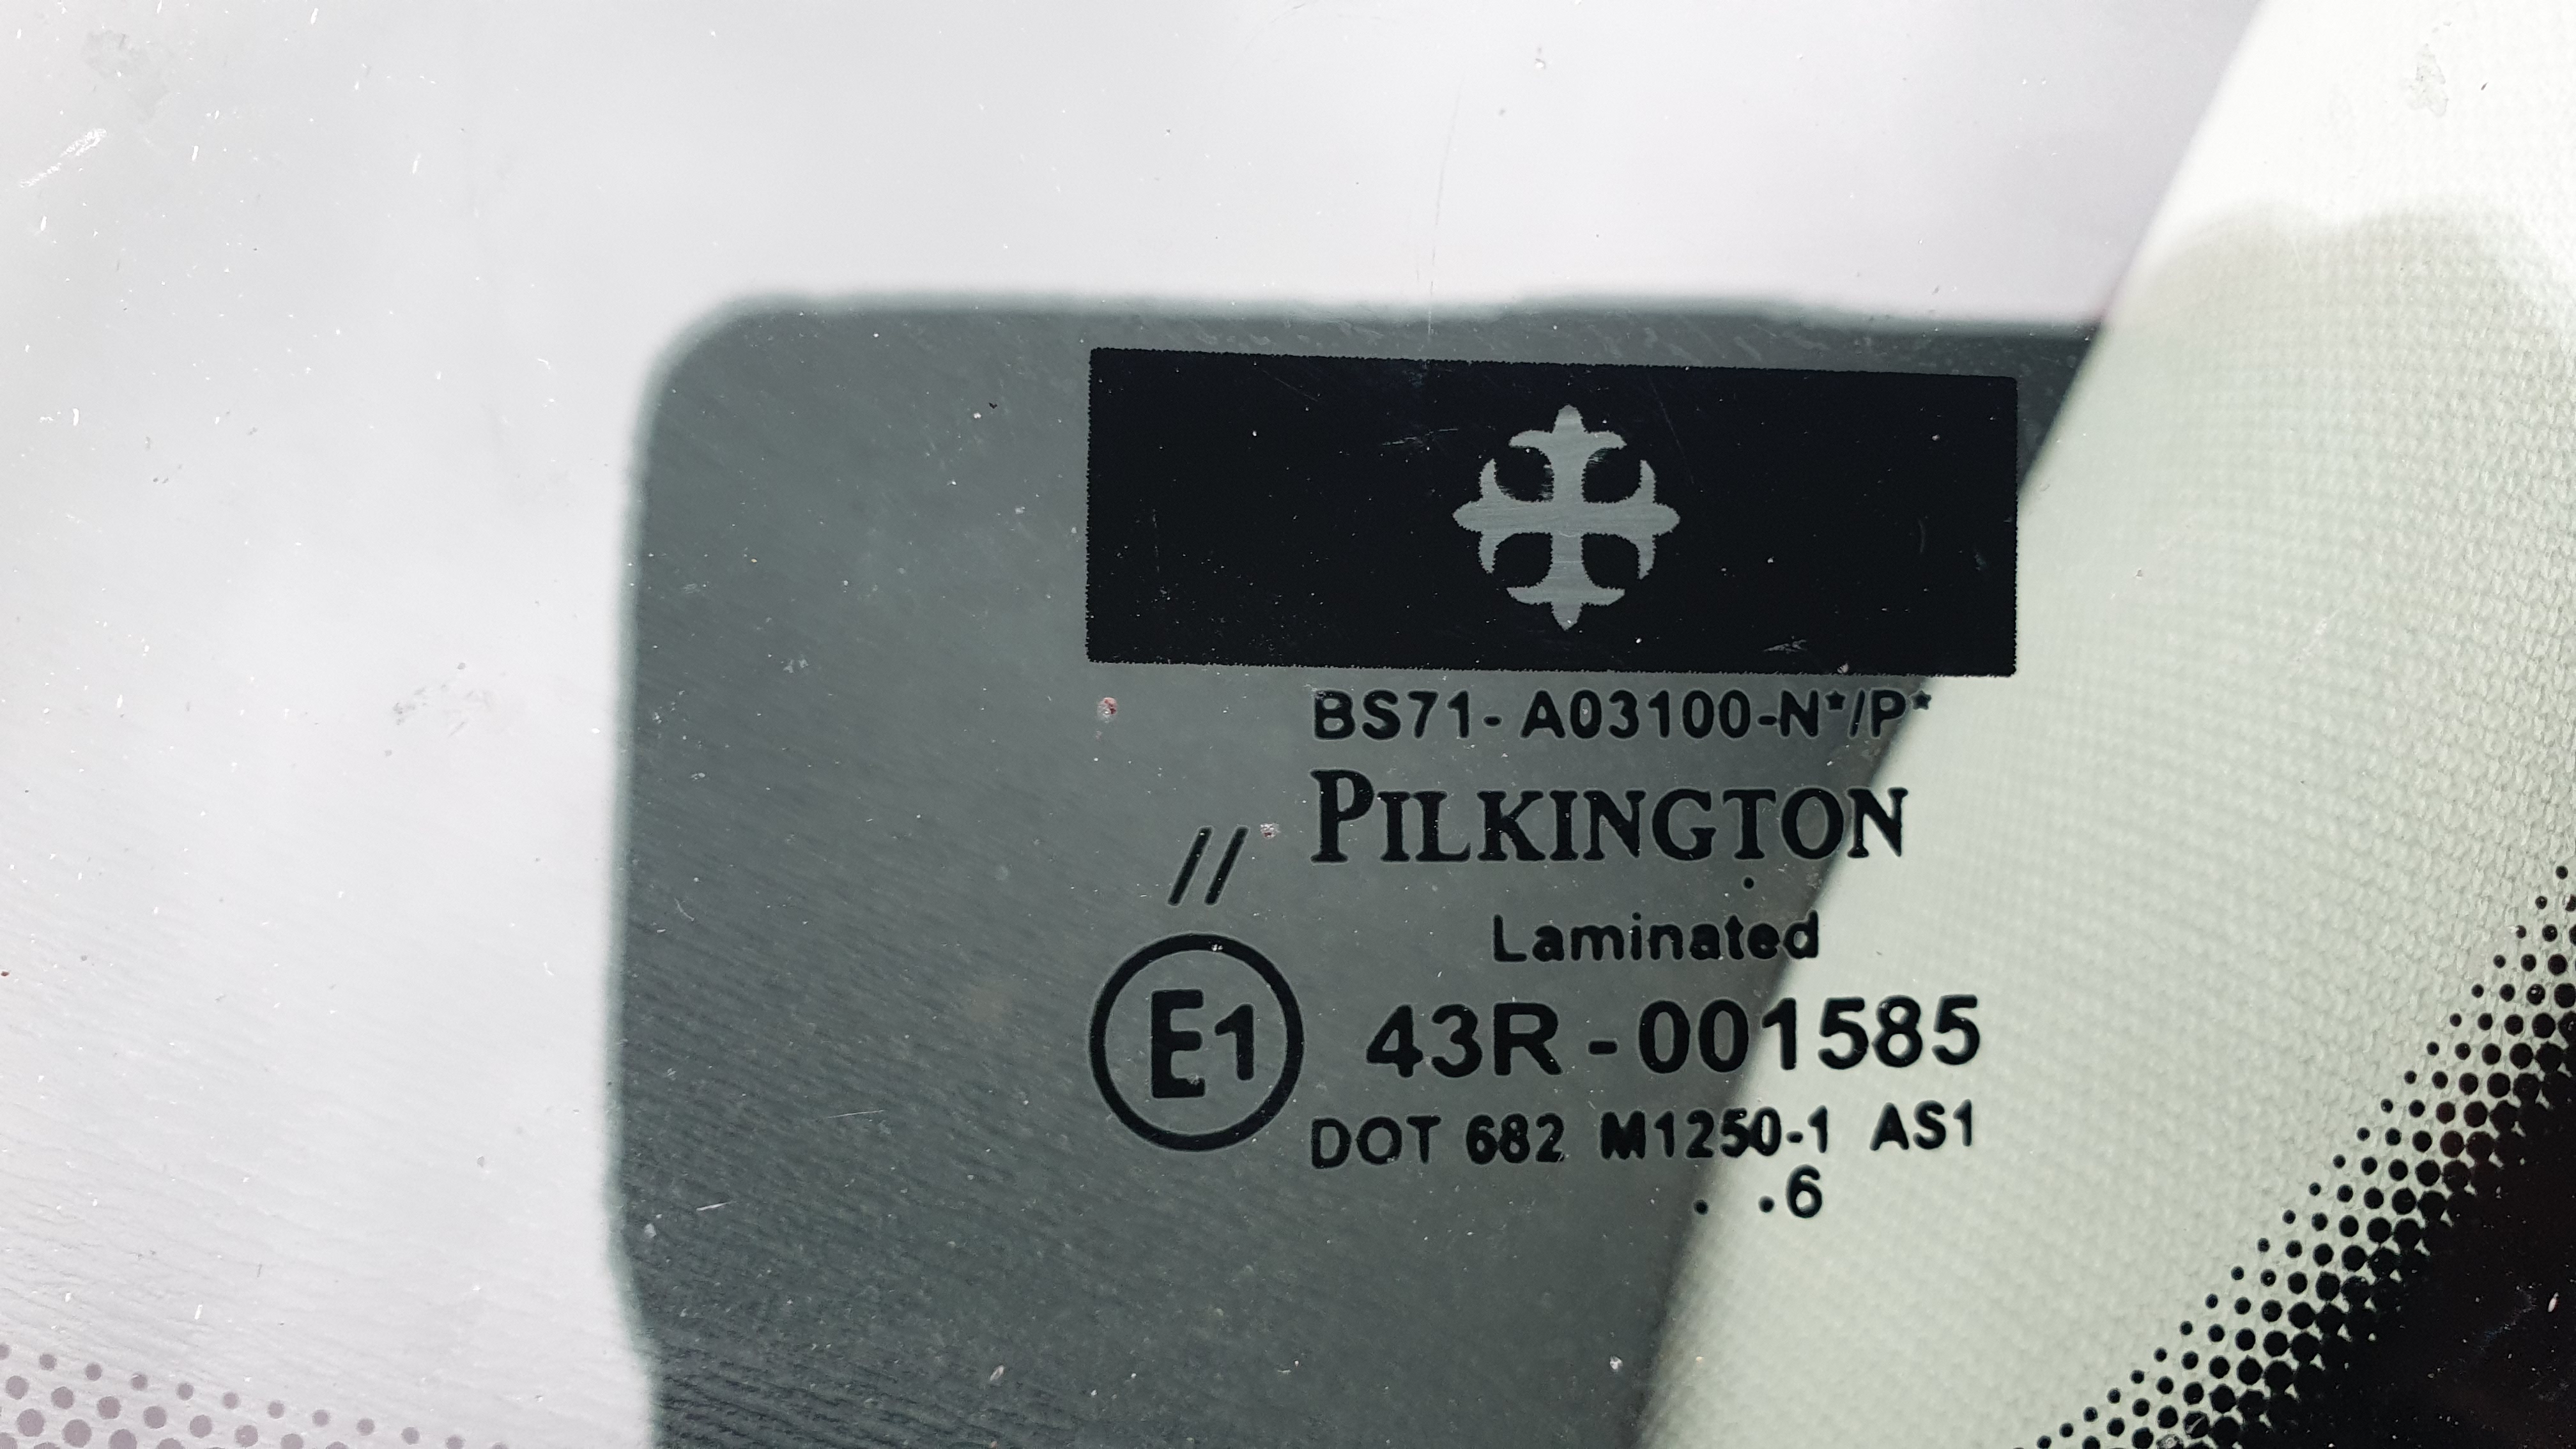 BS71- A03100-N*/P*
PILKINGTON
//
Laminated
E1 43R - 001585
DOT 682 M1250-1 AS1
. .6